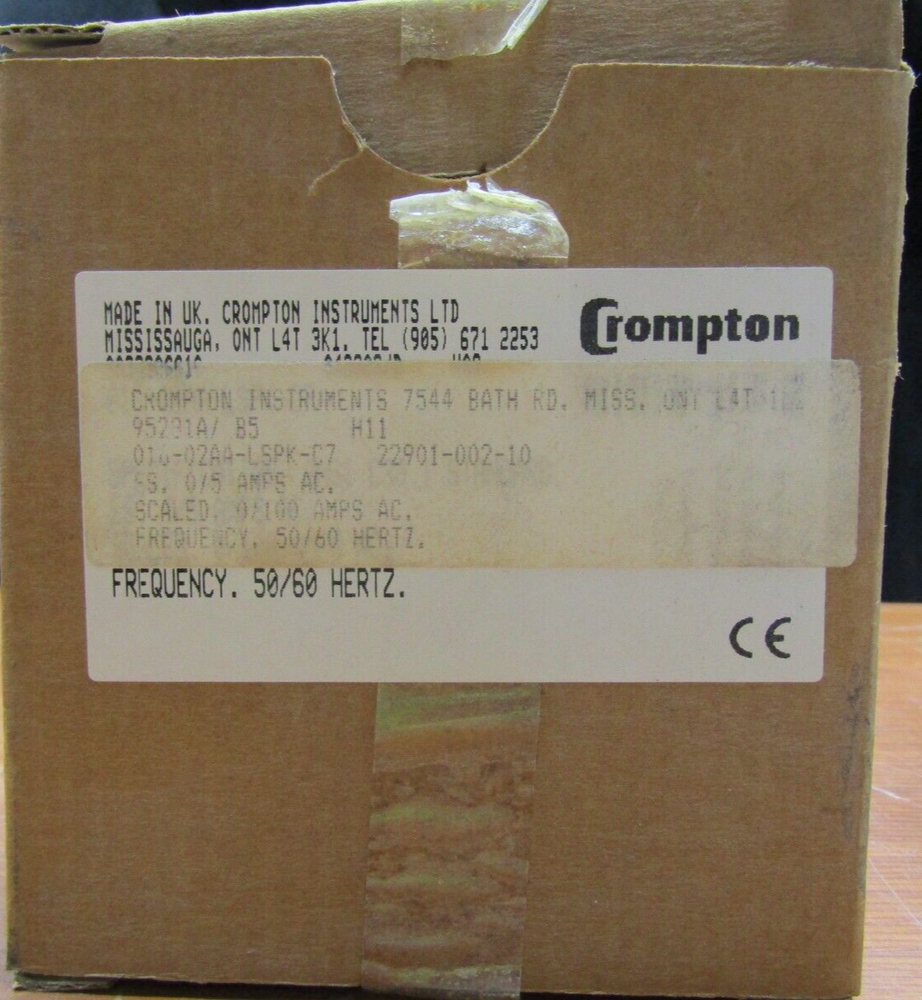 MADE IN UK. CROMPTON INSTRUMENTS LTD
MISSISSAUGA, ONT L4T 3K1. TEL (905) 671 2253
Crompton
CROMPTON INSTRUMENTS 7544 BATH RD. MISS. ONT L4T
B5 H11
22901-002-10
0/5 AMPS AC.
SCALED. 0/100 AMPS AC.
FREQUENCY. 50/60 HERTZ.
FREQUENCY. 50/60 HERTZ.
CE